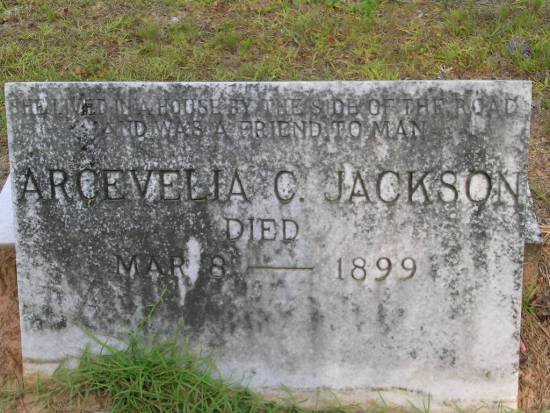 HE LIVED IN A HOUSE BY THE SIDE OF THE ROAD
AND WAS A FRIEND TO MAN
ARCEVELIA C. JACKSON
DIED
MAR 8 — 1899